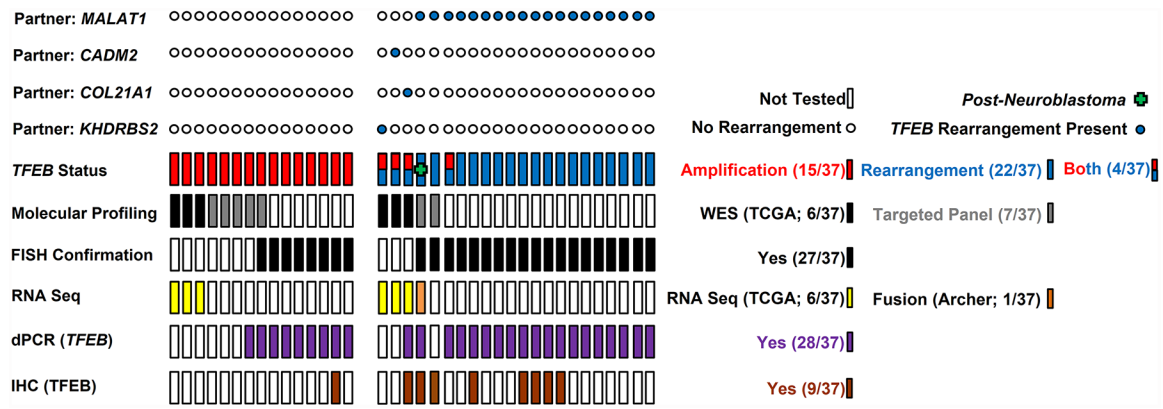 Partner: MALAT1
Partner: CADM2
Partner: COL21A1
Not Tested
Post-Neuroblastoma
Partner: KHDRBS2
No Rearrangement
TFEB Rearrangement Present
TFEB Status
Amplification (15/37)
Rearrangement (22/37)
Both (4/37)
Molecular Profiling
WES (TCGA; 6/37)
Targeted Panel (7/37)
FISH Confirmation
Yes (27/37)
RNA Seq
RNA Seq (TCGA; 6/37)
Fusion (Archer; 1/37)
dPCR (TFEB)
Yes (28/37)
IHC (TFEB)
Yes (9/37)